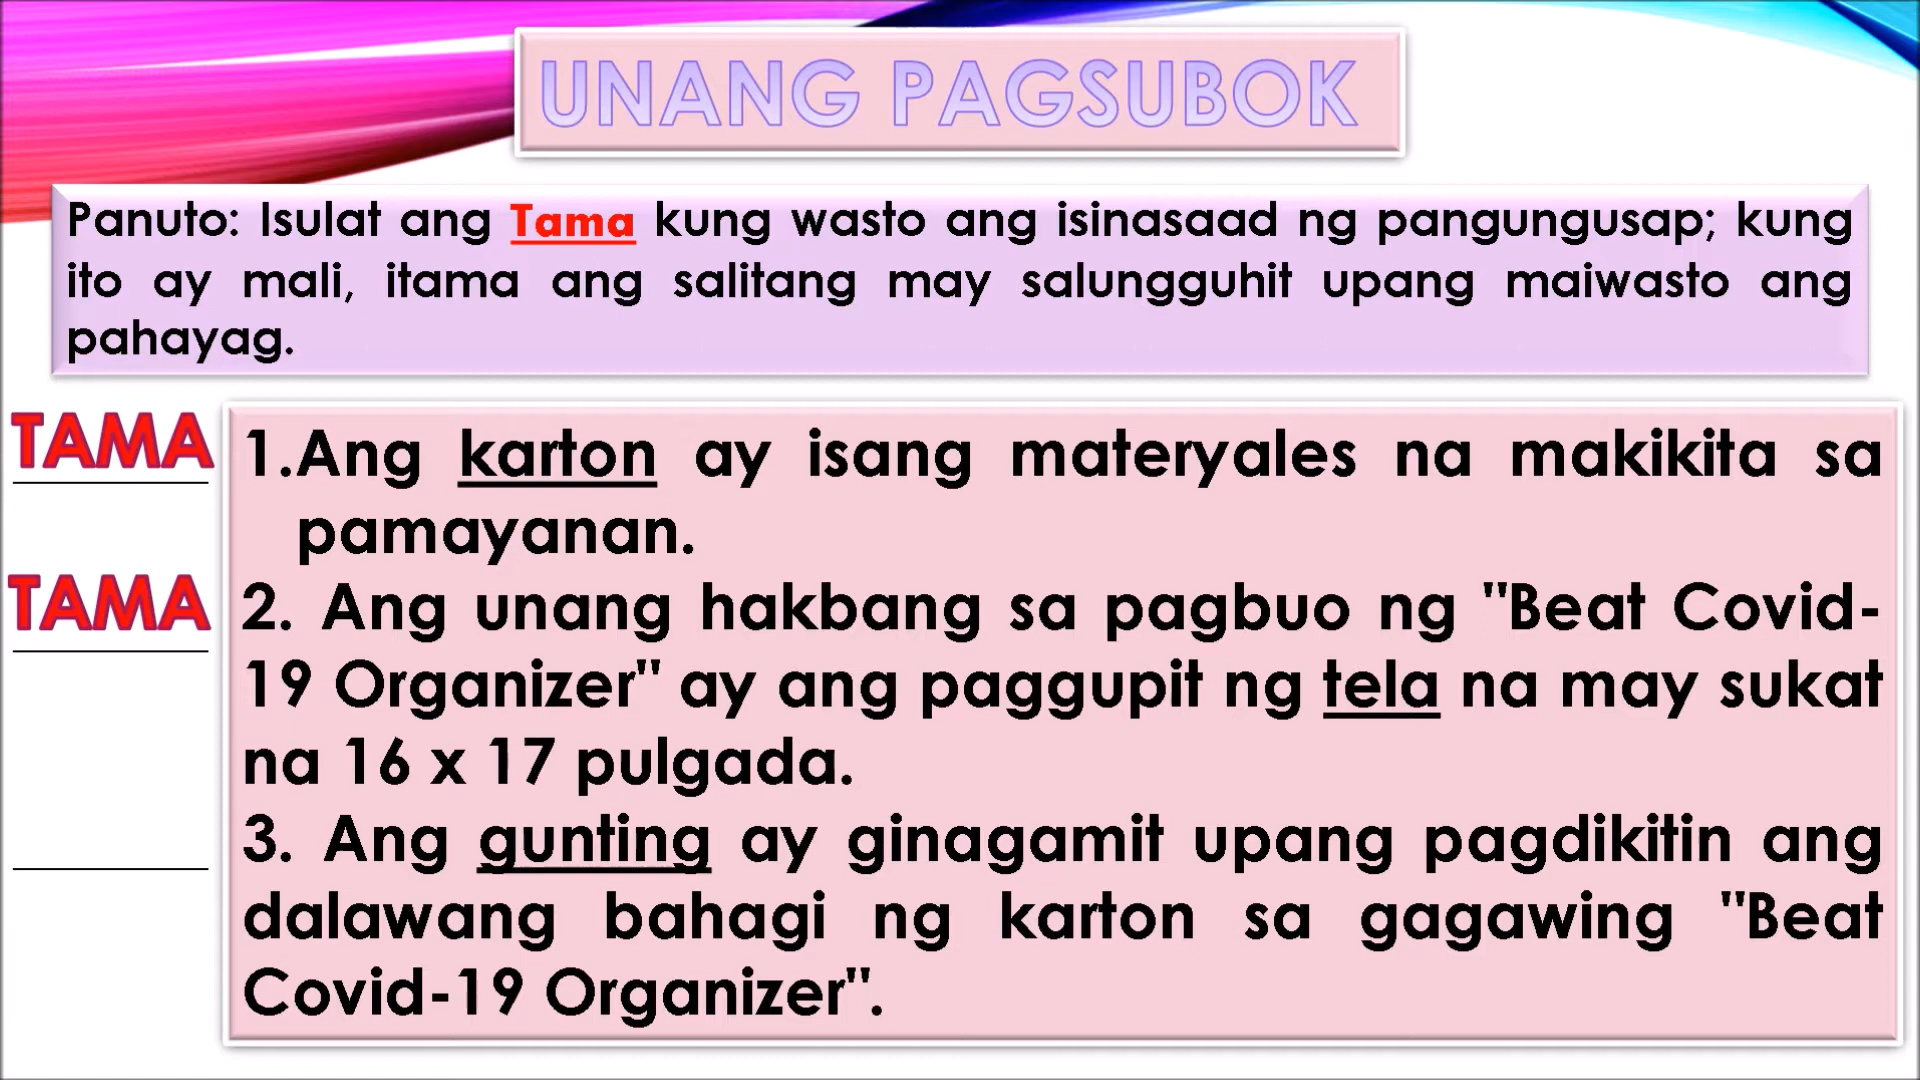 UNANG PAGSUBOK
Panuto: Isulat ang Tama kung wasto ang isinasaad ng pangungusap; kung
ito ay mali, itama ang salitang may salungguhit upang maiwasto ang
pahayag.
TAMA
1.Ang karton ay isang materyales na makikita sa
pamayanan.
TAMA
2. Ang unang hakbang sa pagbuo ng "Beat Covid-
19 Organizer" ay ang paggupit ng tela na may sukat
na 16 x 17 pulgada.
3. Ang gunting ay ginagamit upang pagdikitin ang
dalawang bahagi ng karton sa gagawing "Beat
Covid-19 Organizer".